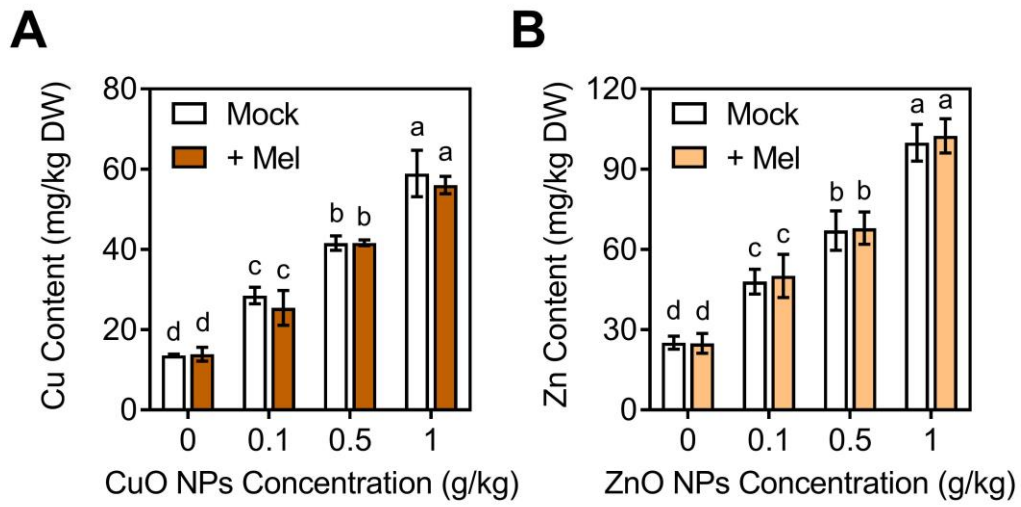 A
Cu Content (mg/kg DW)
80
60
40
20
0
Mock
+ Mel
d d
c c
b b
a a
0 0.1 0.5 1
CuO NPs Concentration (g/kg)
B
Zn Content (mg/kg DW)
120
90
60
30
0
Mock
+ Mel
d d
c c
b b
a a
0 0.1 0.5 1
ZnO NPs Concentration (g/kg)